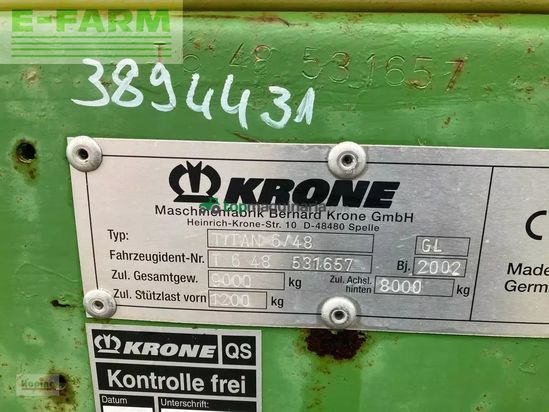 E-FARM
T 6 48 531657
3894431
KRONE
topmaquinaria
Maschinenfabrik Bernard Krone GmbH
Heinrich-Krone-Str. 10 D-48480 Spelle
Typ: TITAN 6/48 GL
Fahrzeugident-Nr. T 6 48 531657 Bj. 2002
Zul. Gesamtgew. 9000 kg Zul. Achsl. hinten 8000 kg
Zul. Stützlast vorn 1200 kg
Made
Germ
KRONE QS
Kontrolle frei
Unterschrift: